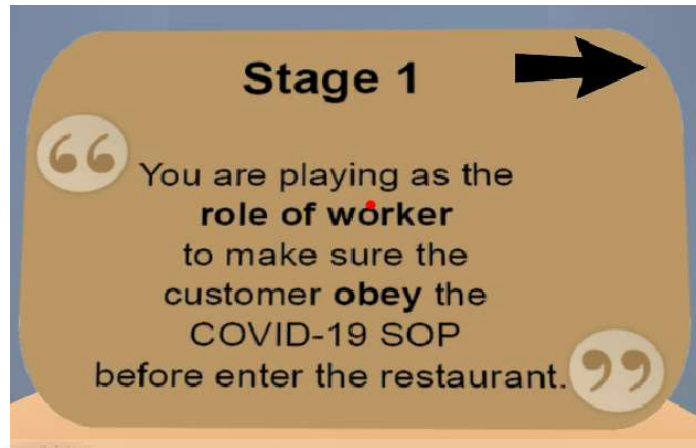 Stage 1
You are playing as the
role of worker
to make sure the
customer obey the
COVID-19 SOP
before enter the restaurant.